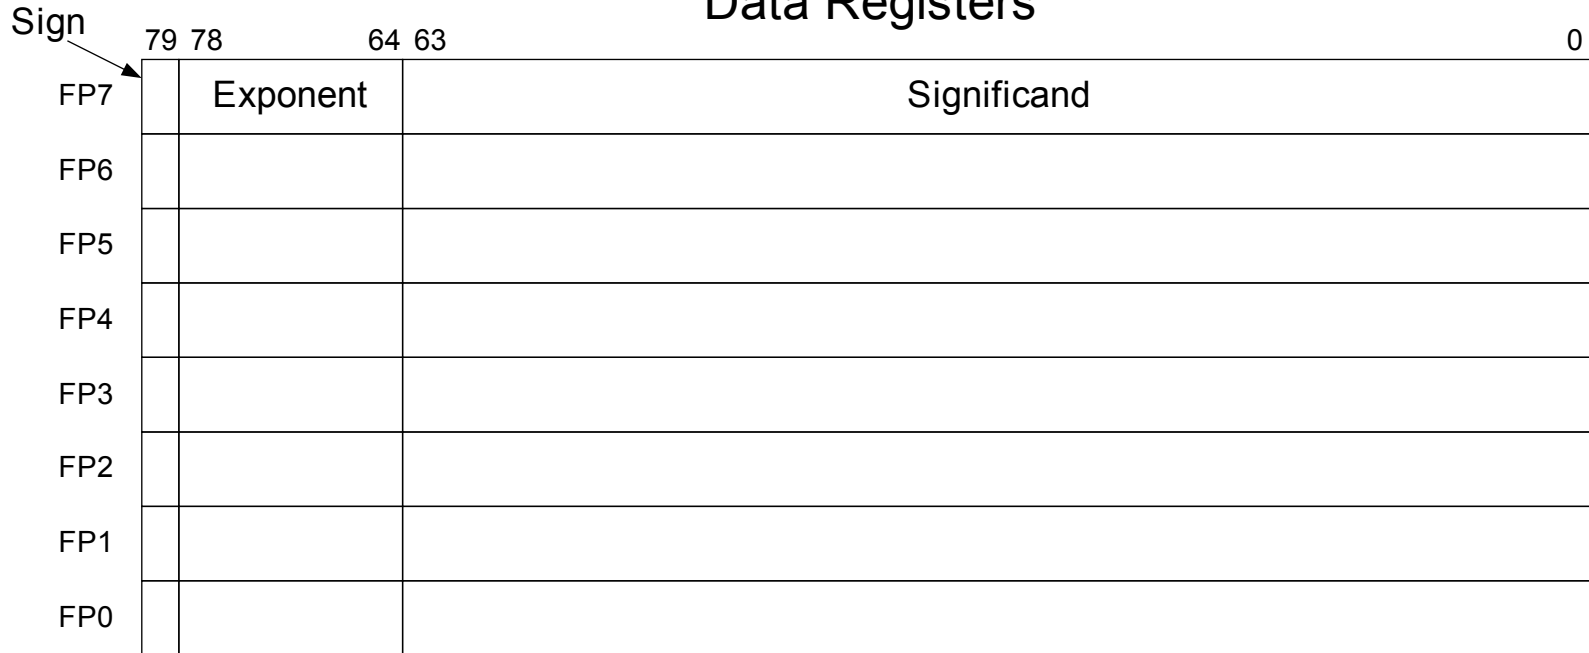 Data Registers
Sign
79 78 64 63 0
FP7 Exponent Significand
FP6
FP5
FP4
FP3
FP2
FP1
FP0